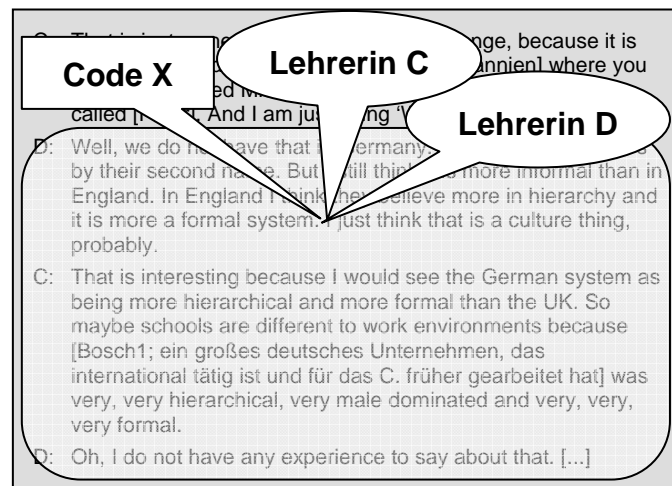 because it is
Code X
Lehrerin C
where you
called And I am just
Lehrerin D
D: Well, we do not have that in Germany.
by their second name. But I still think more informal than in
England. In England I think they believe more in hierarchy and
it is more a formal system. I just think that is a culture thing,
probably.
C: That is interesting because I would see the German system as
being more hierarchical and more formal than the UK. So
maybe schools are different to work environments because
[Bosch1; ein großes deutsches Unternehmen, das
international tätig ist und für das C. früher gearbeitet hat] was
very, very hierarchical, very male dominated and very, very,
very formal.
D: Oh, I do not have any experience to say about that. [...]